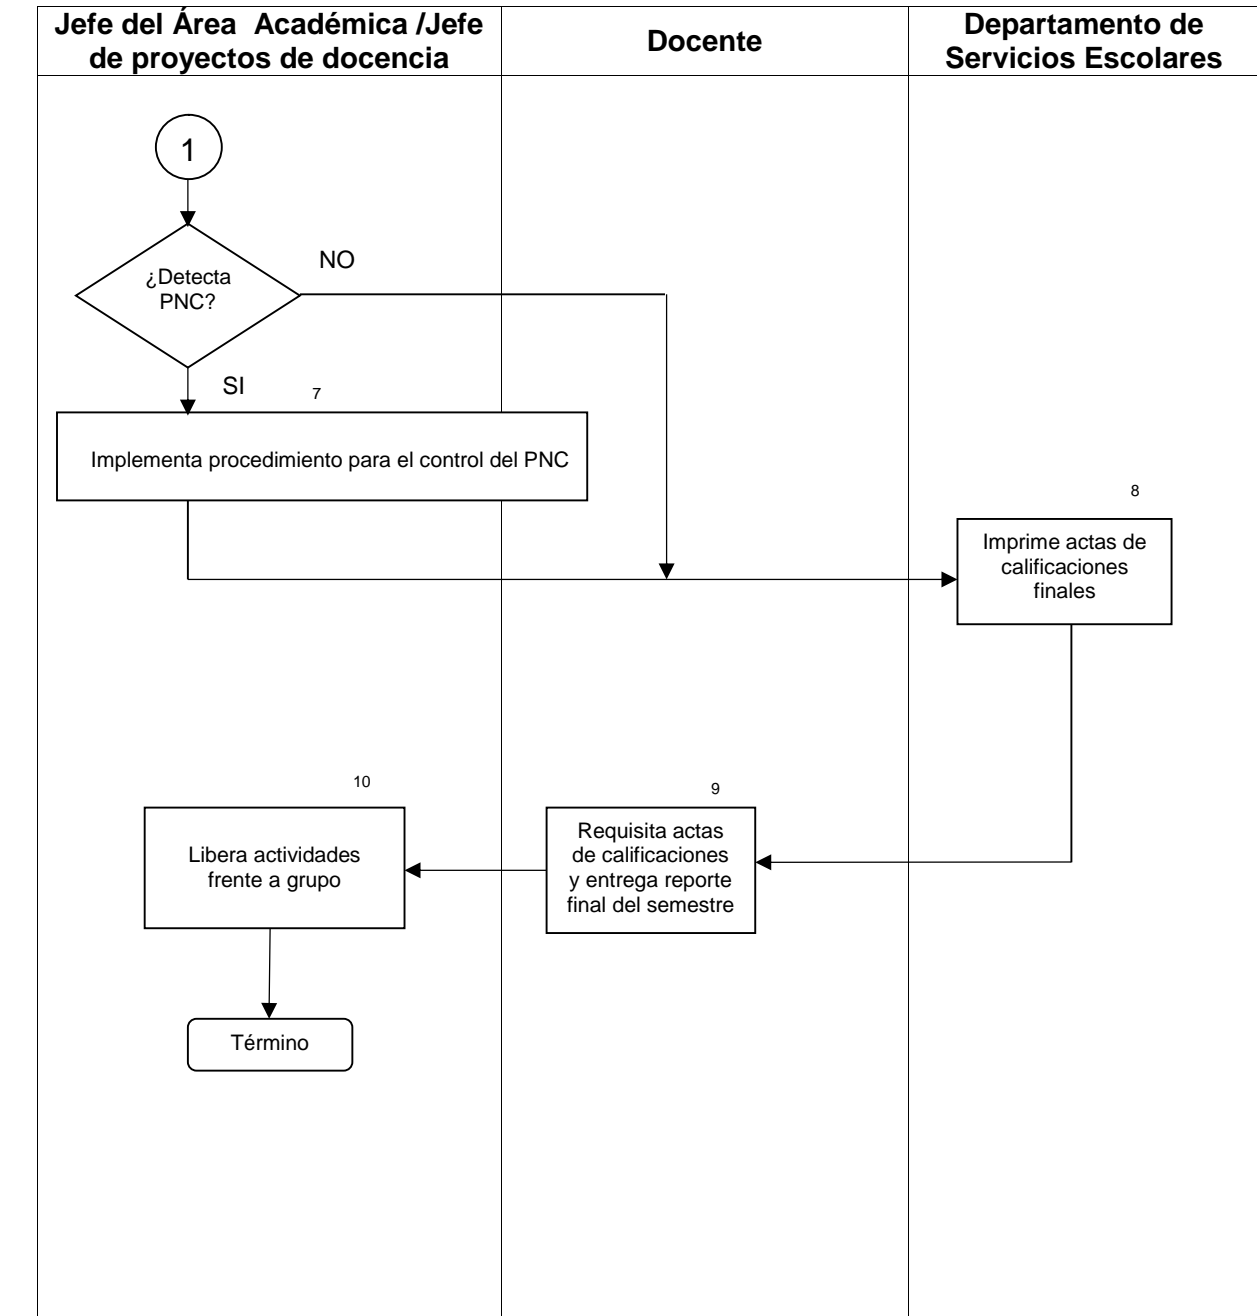 Jefe del Área Académica /Jefe
de proyectos de docencia
Docente
Departamento de
Servicios Escolares
1
¿Detecta
PNC?
NO
SI
7
Implementa procedimiento para el control del PNC
8
Imprime actas de
calificaciones
finales
9
Requisita actas
de calificaciones
y entrega reporte
final del semestre
10
Libera actividades
frente a grupo
Término